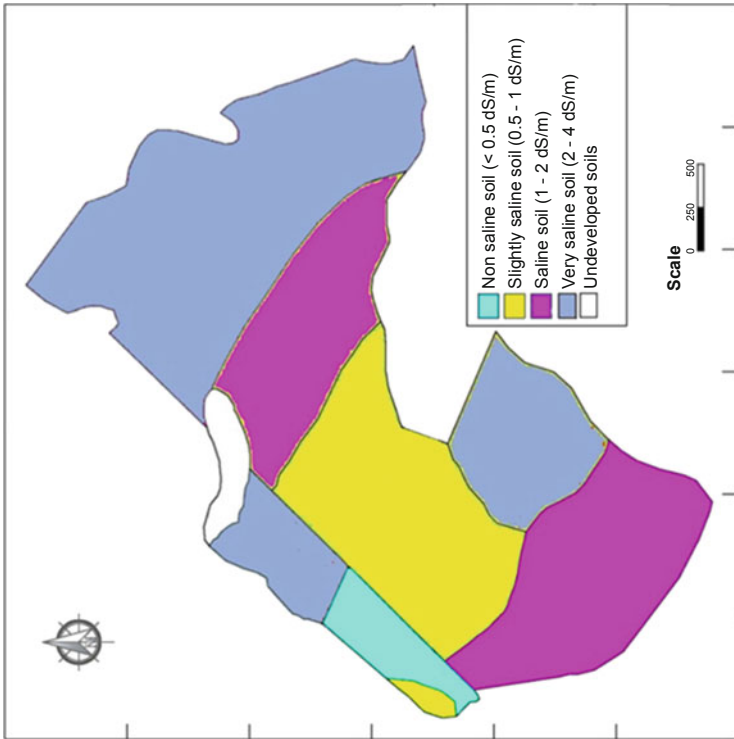 Non saline soil (< 0.5 dS/m)
Slightly saline soil (0.5 - 1 dS/m)
Saline soil (1 - 2 dS/m)
Very saline soil (2 - 4 dS/m)
Undeveloped soils
Scale
0 250 500